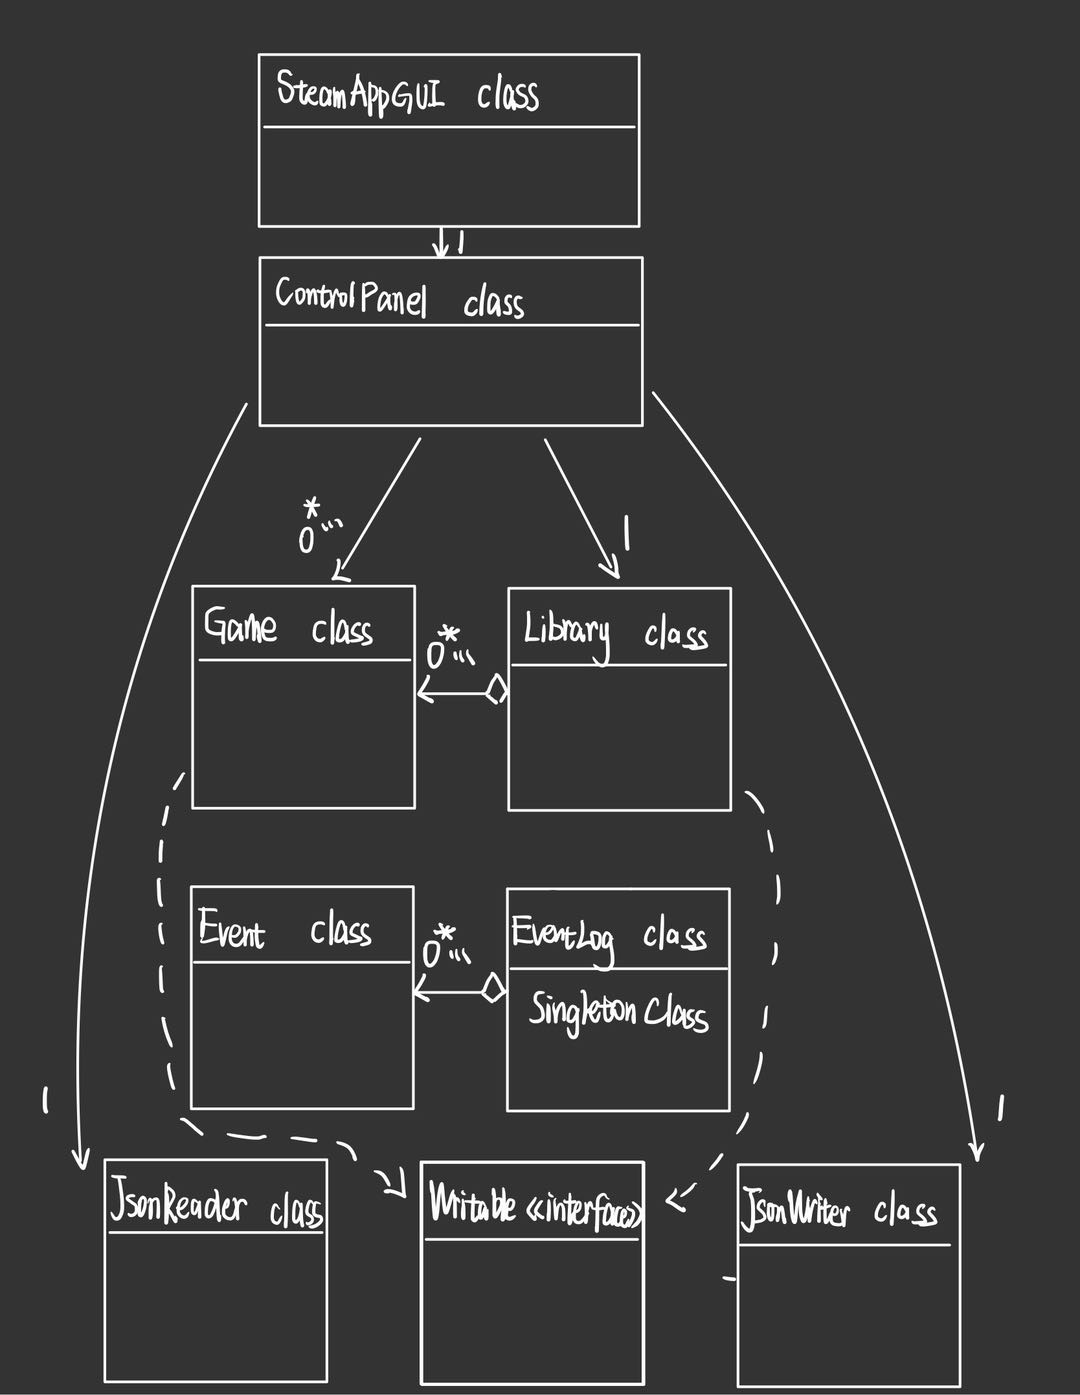 SteamAppGUI class
1
ControlPanel class
*
0...
1
Game class
Library class
*
0...
Event class
EventLog class
*
0...
Singleton Class
1
1
JsonReader class
Writable <<interface>>
JsonWriter class